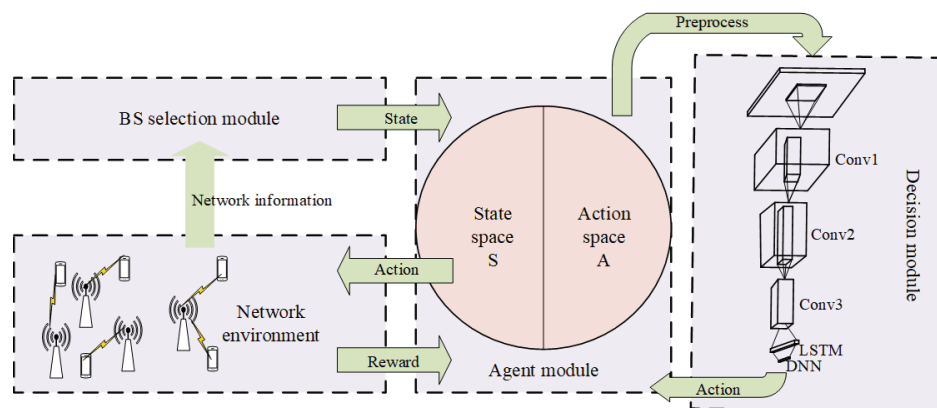 Preprocess
BS selection module
State
Conv1
Network information
State
space
S
Action
space
A
Conv2
Decision module
Action
Network
environment
Conv3
Reward
Agent module
LSTM
DNN
Action